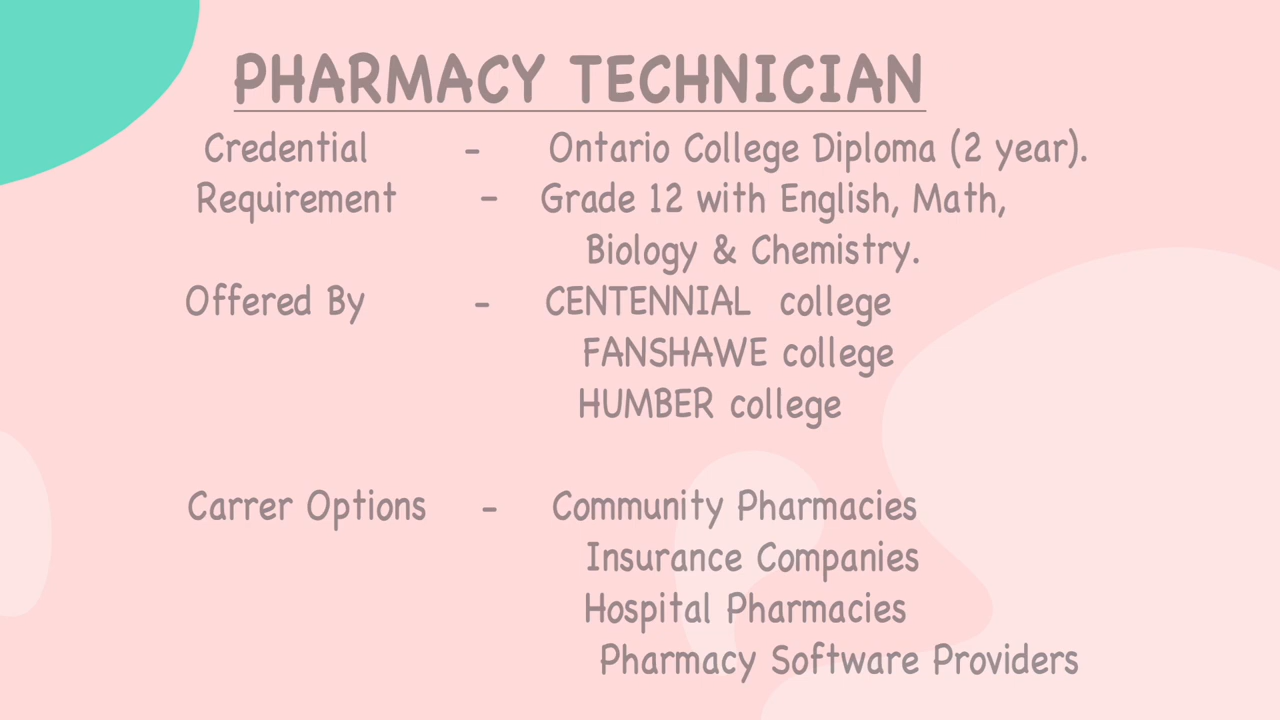 PHARMACY TECHNICIAN
Credential - Ontario College Diploma (2 year).
Requirement - Grade 12 with English, Math,
Biology & Chemistry.
Offered By - CENTENNIAL college
FANSHAWE college
HUMBER college
Carrer Options - Community Pharmacies
Insurance Companies
Hospital Pharmacies
Pharmacy Software Providers